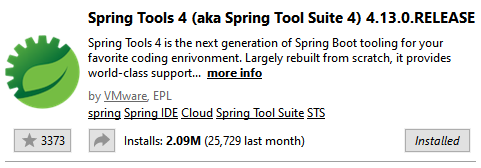 Spring Tools 4 (aka Spring Tool Suite 4) 4.13.0.RELEASE
Spring Tools 4 is the next generation of Spring Boot tooling for your
favorite coding enrivonment. Largely rebuilt from scratch, it provides
world-class support... more info
by VMware, EPL
spring Spring IDE Cloud Spring Tool Suite STS
3373 Installs: 2.09M (25,729 last month) Installed